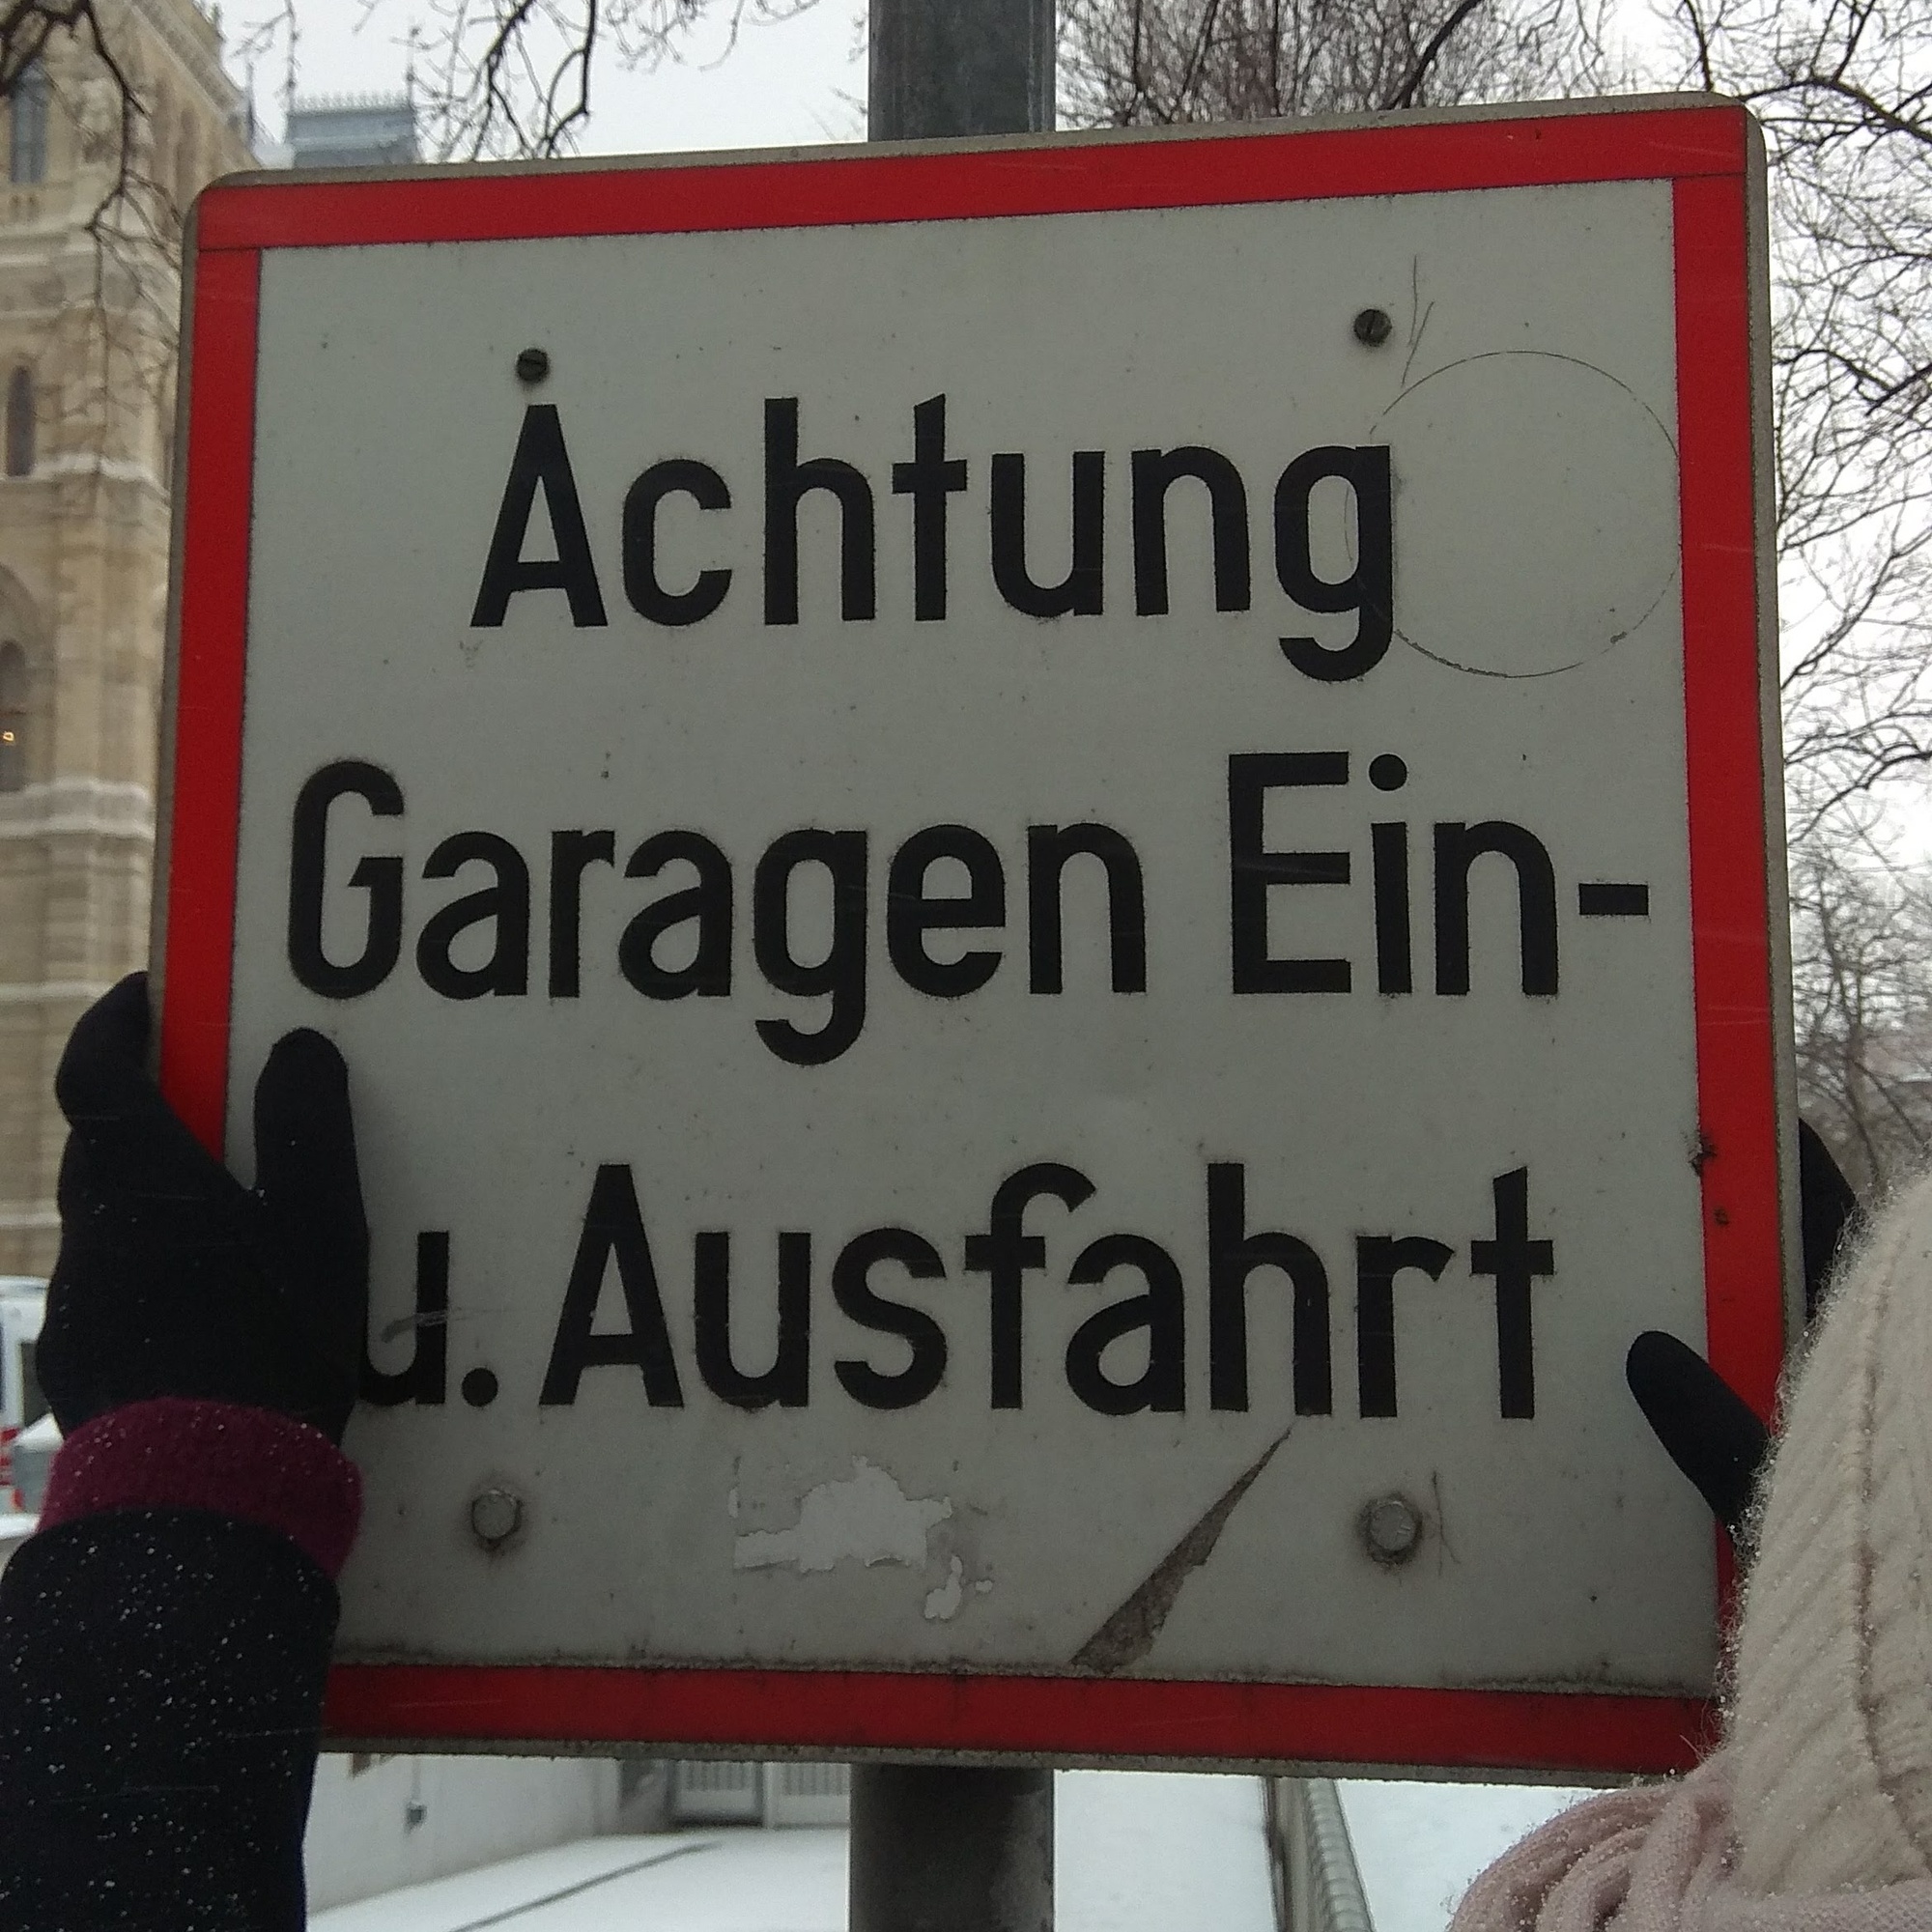 Achtung
Garagen Ein-
u. Ausfahrt